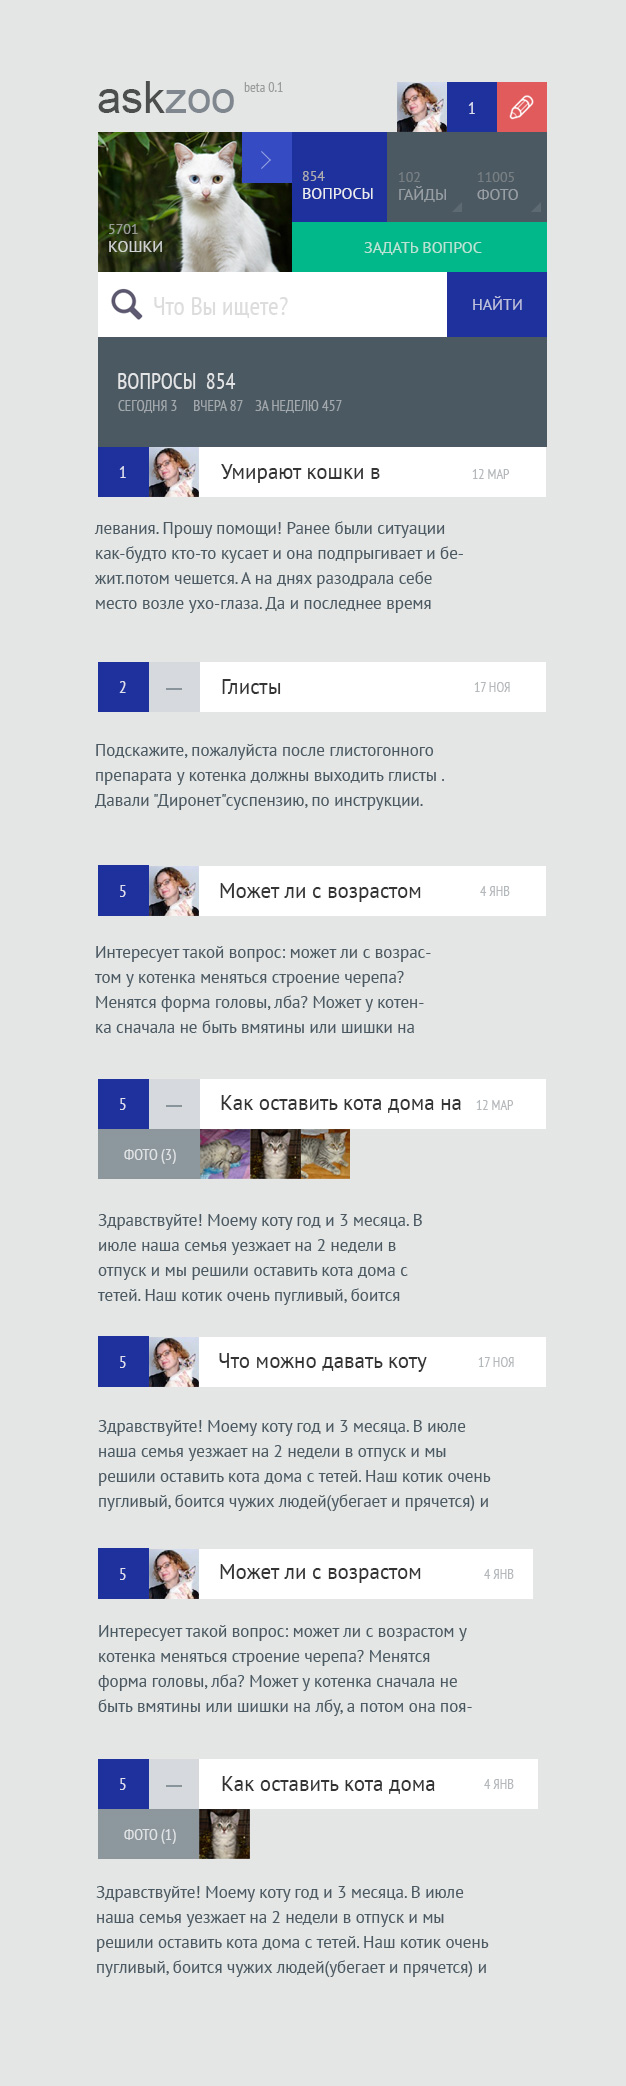 askzoo beta 0.1
1
5701
КОШКИ
854
ВОПРОСЫ
102
ГАЙДЫ
11005
ФОТО
ЗАДАТЬ ВОПРОС
Что Вы ищете?
НАЙТИ
ВОПРОСЫ 854
СЕГОДНЯ 3 ВЧЕРА 87 ЗА НЕДЕЛЮ 457
1 Умирают кошки в 12 МАР
левания. Прошу помощи! Ранее были ситуации
как-будто кто-то кусает и она подпрыгивает и бе-
жит.потом чешется. А на днях разодрала себе
место возле ухо-глаза. Да и последнее время
2 — Глисты 17 НОЯ
Подскажите, пожалуйста после глистогонного
препарата у котенка должны выходить глисты .
Давали "Диронет"суспензию, по инструкции.
5 Может ли с возрастом 4 ЯНВ
Интересует такой вопрос: может ли с возрас-
том у котенка меняться строение черепа?
Менятся форма головы, лба? Может у котен-
ка сначала не быть вмятины или шишки на
5 — Как оставить кота дома на 12 МАР
ФОТО (3)
Здравствуйте! Моему коту год и 3 месяца. В
июле наша семья уезжает на 2 недели в
отпуск и мы решили оставить кота дома с
тетей. Наш котик очень пугливый, боится
5 Что можно давать коту 17 НОЯ
Здравствуйте! Моему коту год и 3 месяца. В июле
наша семья уезжает на 2 недели в отпуск и мы
решили оставить кота дома с тетей. Наш котик очень
пугливый, боится чужих людей(убегает и прячется) и
5 Может ли с возрастом 4 ЯНВ
Интересует такой вопрос: может ли с возрастом у
котенка меняться строение черепа? Менятся
форма головы, лба? Может у котенка сначала не
быть вмятины или шишки на лбу, а потом она поя-
5 — Как оставить кота дома 4 ЯНВ
ФОТО (1)
Здравствуйте! Моему коту год и 3 месяца. В июле
наша семья уезжает на 2 недели в отпуск и мы
решили оставить кота дома с тетей. Наш котик очень
пугливый, боится чужих людей(убегает и прячется) и